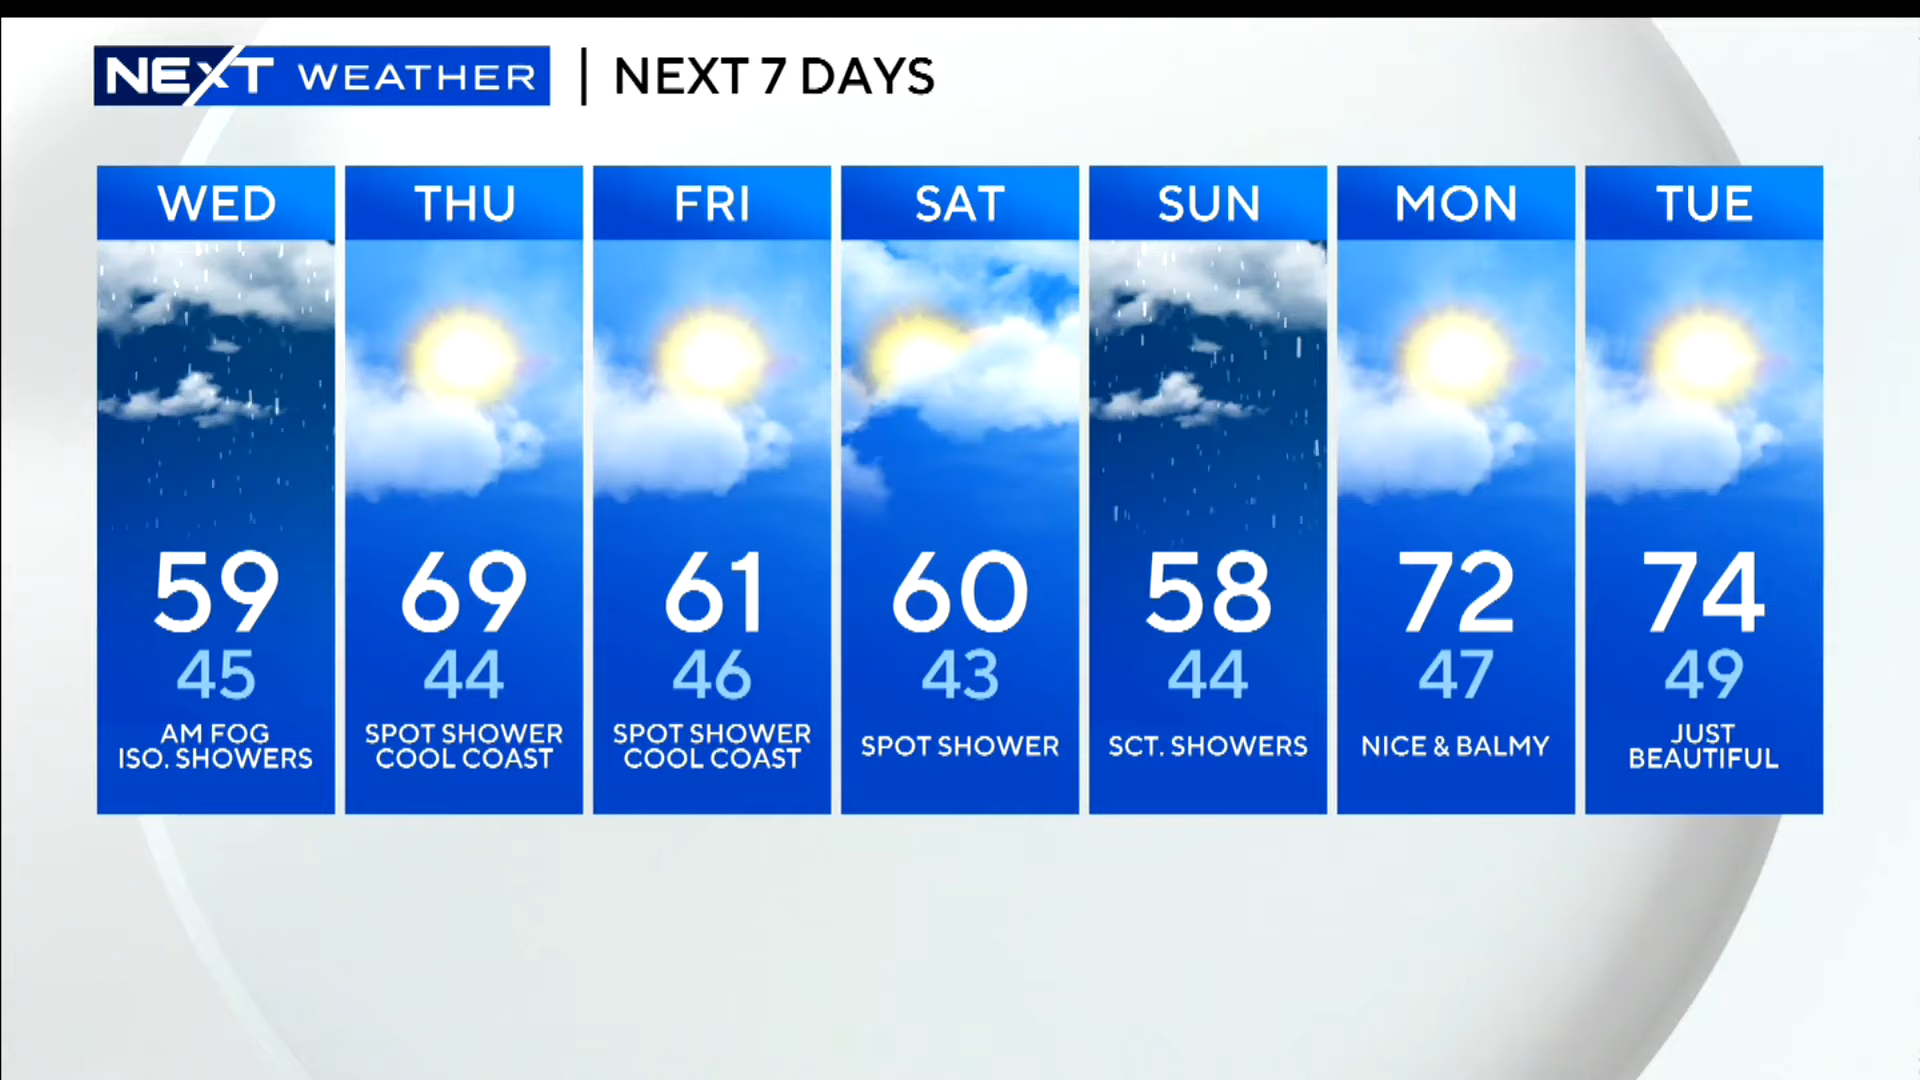 NEXT WEATHER | NEXT 7 DAYS
WED
59
45
AM FOG
ISO. SHOWERS
THU
69
44
SPOT SHOWER
COOL COAST
FRI
61
46
SPOT SHOWER
COOL COAST
SAT
60
43
SPOT SHOWER
SUN
58
44
SCT. SHOWERS
MON
72
47
NICE & BALMY
TUE
74
49
JUST
BEAUTIFUL